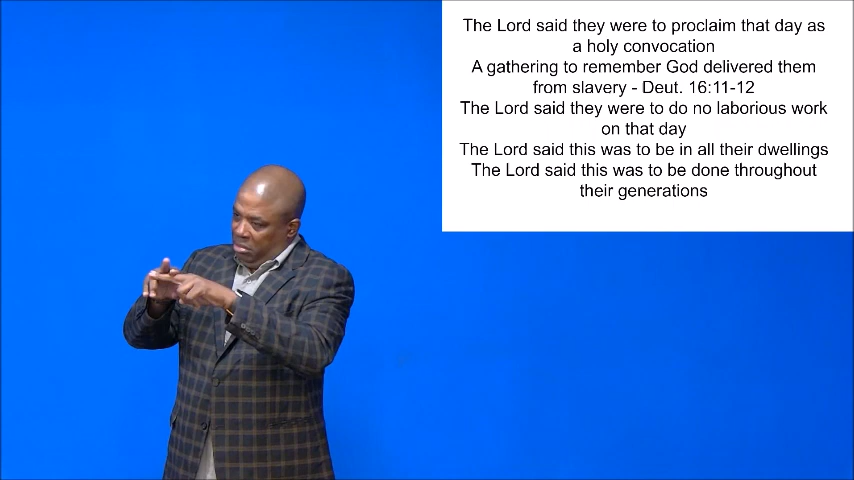 The Lord said they were to proclaim that day as
a holy convocation
A gathering to remember God delivered them
from slavery - Deut. 16:11-12
The Lord said they were to do no laborious work
on that day
The Lord said this was to be in all their dwellings
The Lord said this was to be done throughout
their generations